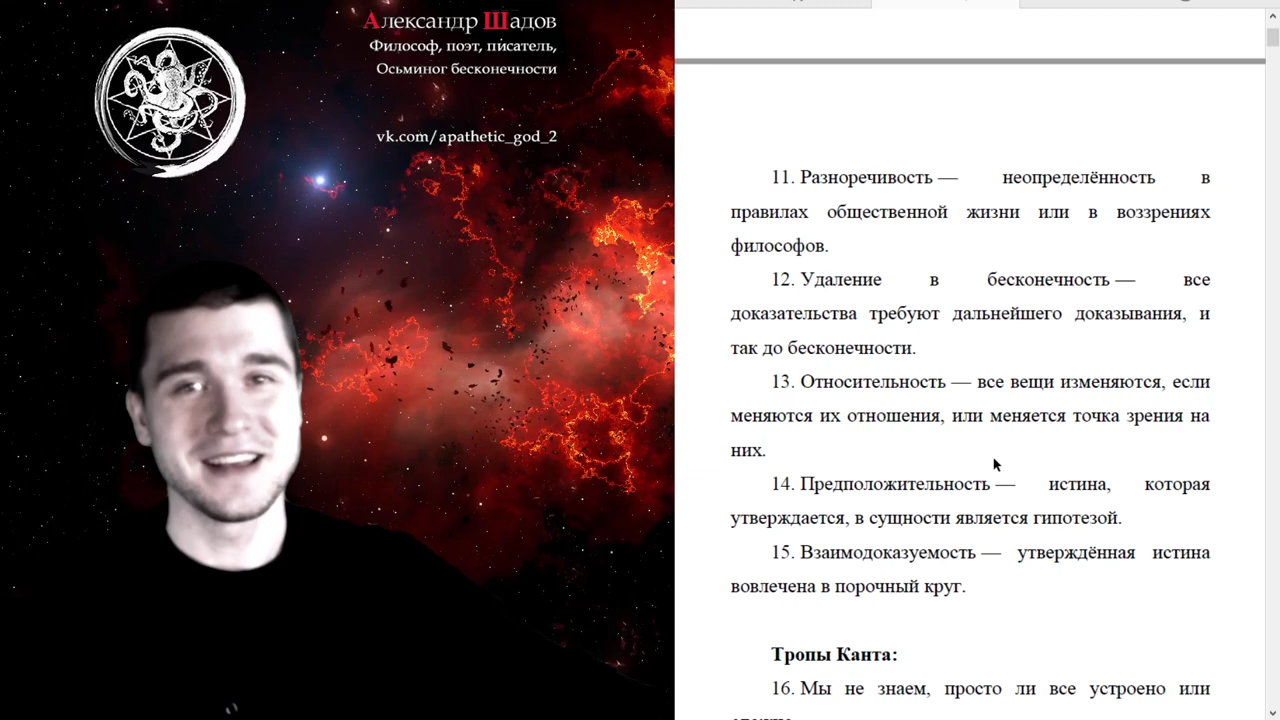 Александр Шадов
Философ, поэт, писатель,
Осьминог бесконечности
vk.com/apathetic_god_2
11. Разноречивость — неопределённость в
правилах общественной жизни или в воззрениях
философов.
12. Удаление в бесконечность — все
доказательства требуют дальнейшего доказывания, и
так до бесконечности.
13. Относительность — все вещи изменяются, если
меняются их отношения, или меняется точка зрения на
них.
14. Предположительность — истина, которая
утверждается, в сущности является гипотезой.
15. Взаимодоказуемость — утверждённая истина
вовлечена в порочный круг.
Тропы Канта:
16. Мы не знаем, просто ли все устроено или